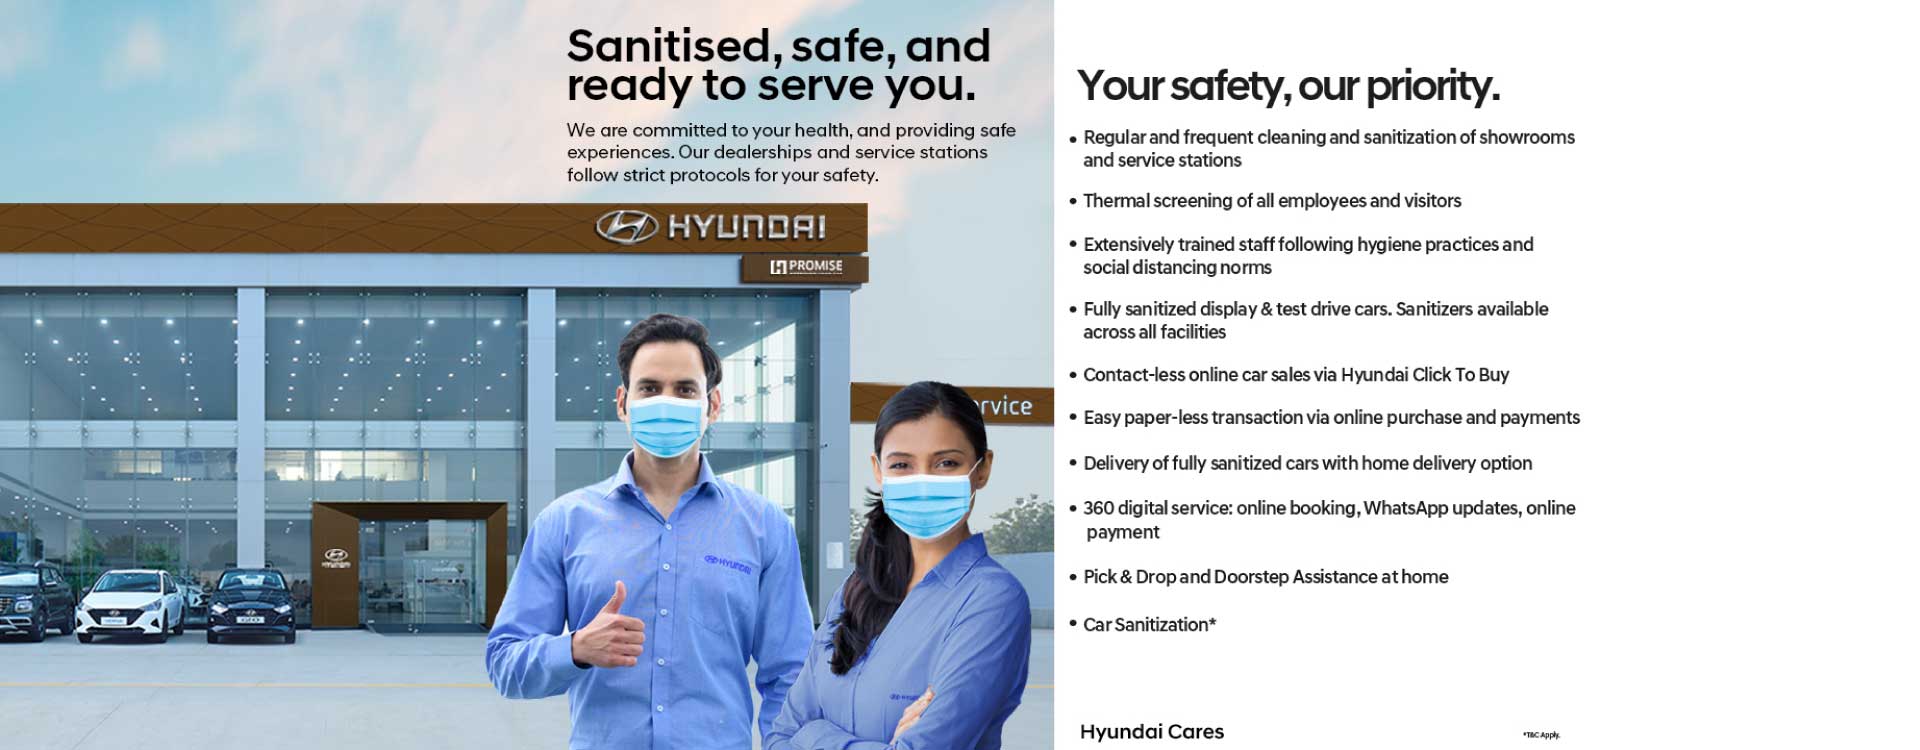 Sanitised, safe, and
ready to serve you.
We are committed to your health, and providing safe
experiences. Our dealerships and service stations
follow strict protocols for your safety.
HYUNDAI
H PROMISE
rvice
HYUNDAI
HYUNDAI
Your safety, our priority.
• Regular and frequent cleaning and sanitization of showrooms
and service stations
• Thermal screening of all employees and visitors
• Extensively trained staff following hygiene practices and
social distancing norms
• Fully sanitized display & test drive cars. Sanitizers available
across all facilities
• Contact-less online car sales via Hyundai Click To Buy
• Easy paper-less transaction via online purchase and payments
• Delivery of fully sanitized cars with home delivery option
• 360 digital service: online booking, WhatsApp updates, online
payment
• Pick & Drop and Doorstep Assistance at home
• Car Sanitization*
Hyundai Cares
*T&C Apply.